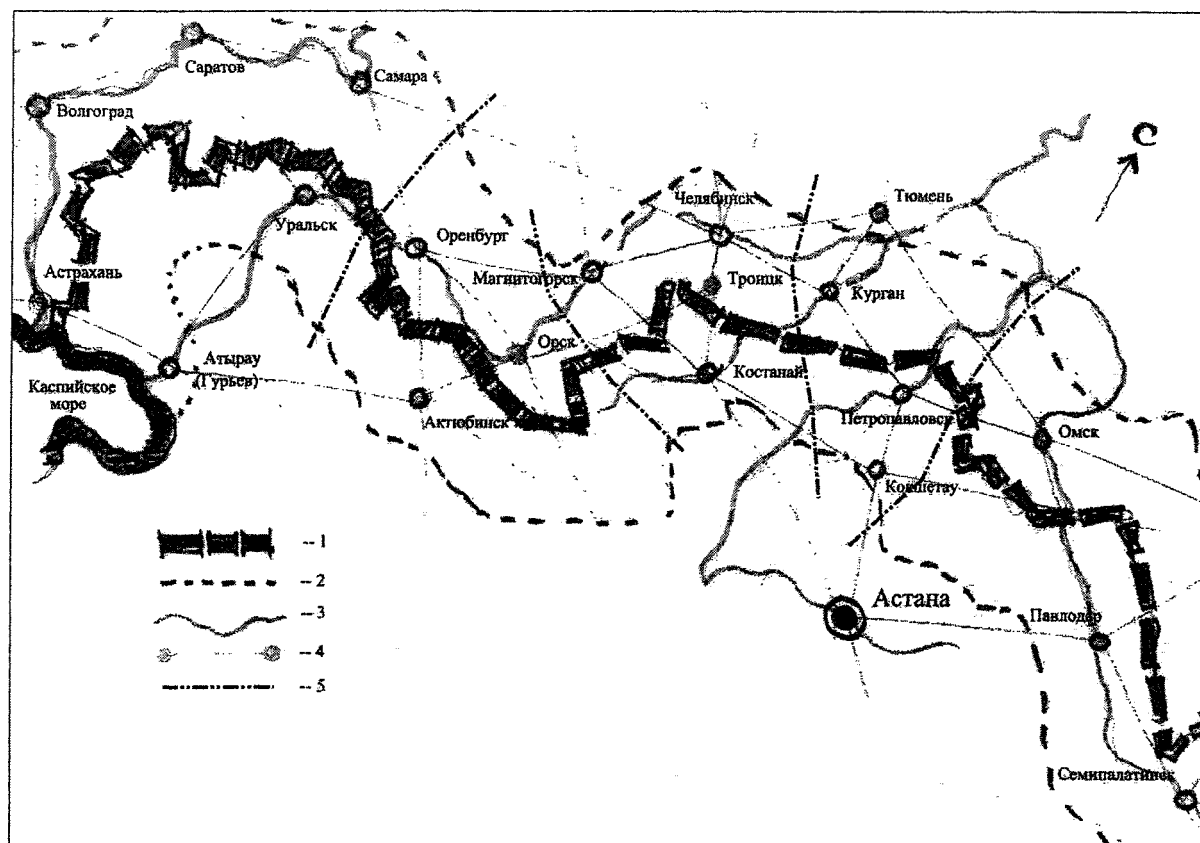 Саратов
Самара
Волгоград
С
Челябинск
Тюмень
Уральск
Оренбург
Астрахань
Магнитогорск
Троицк
Курган
Атырау
(Гурьев)
Орск
Костанай
Каспийское
море
Актюбинск
Петропавловск
Омск
Кокшетау
– 1
– 2
Астана
– 3
Павлодар
– 4
– 5
Семипалатинск